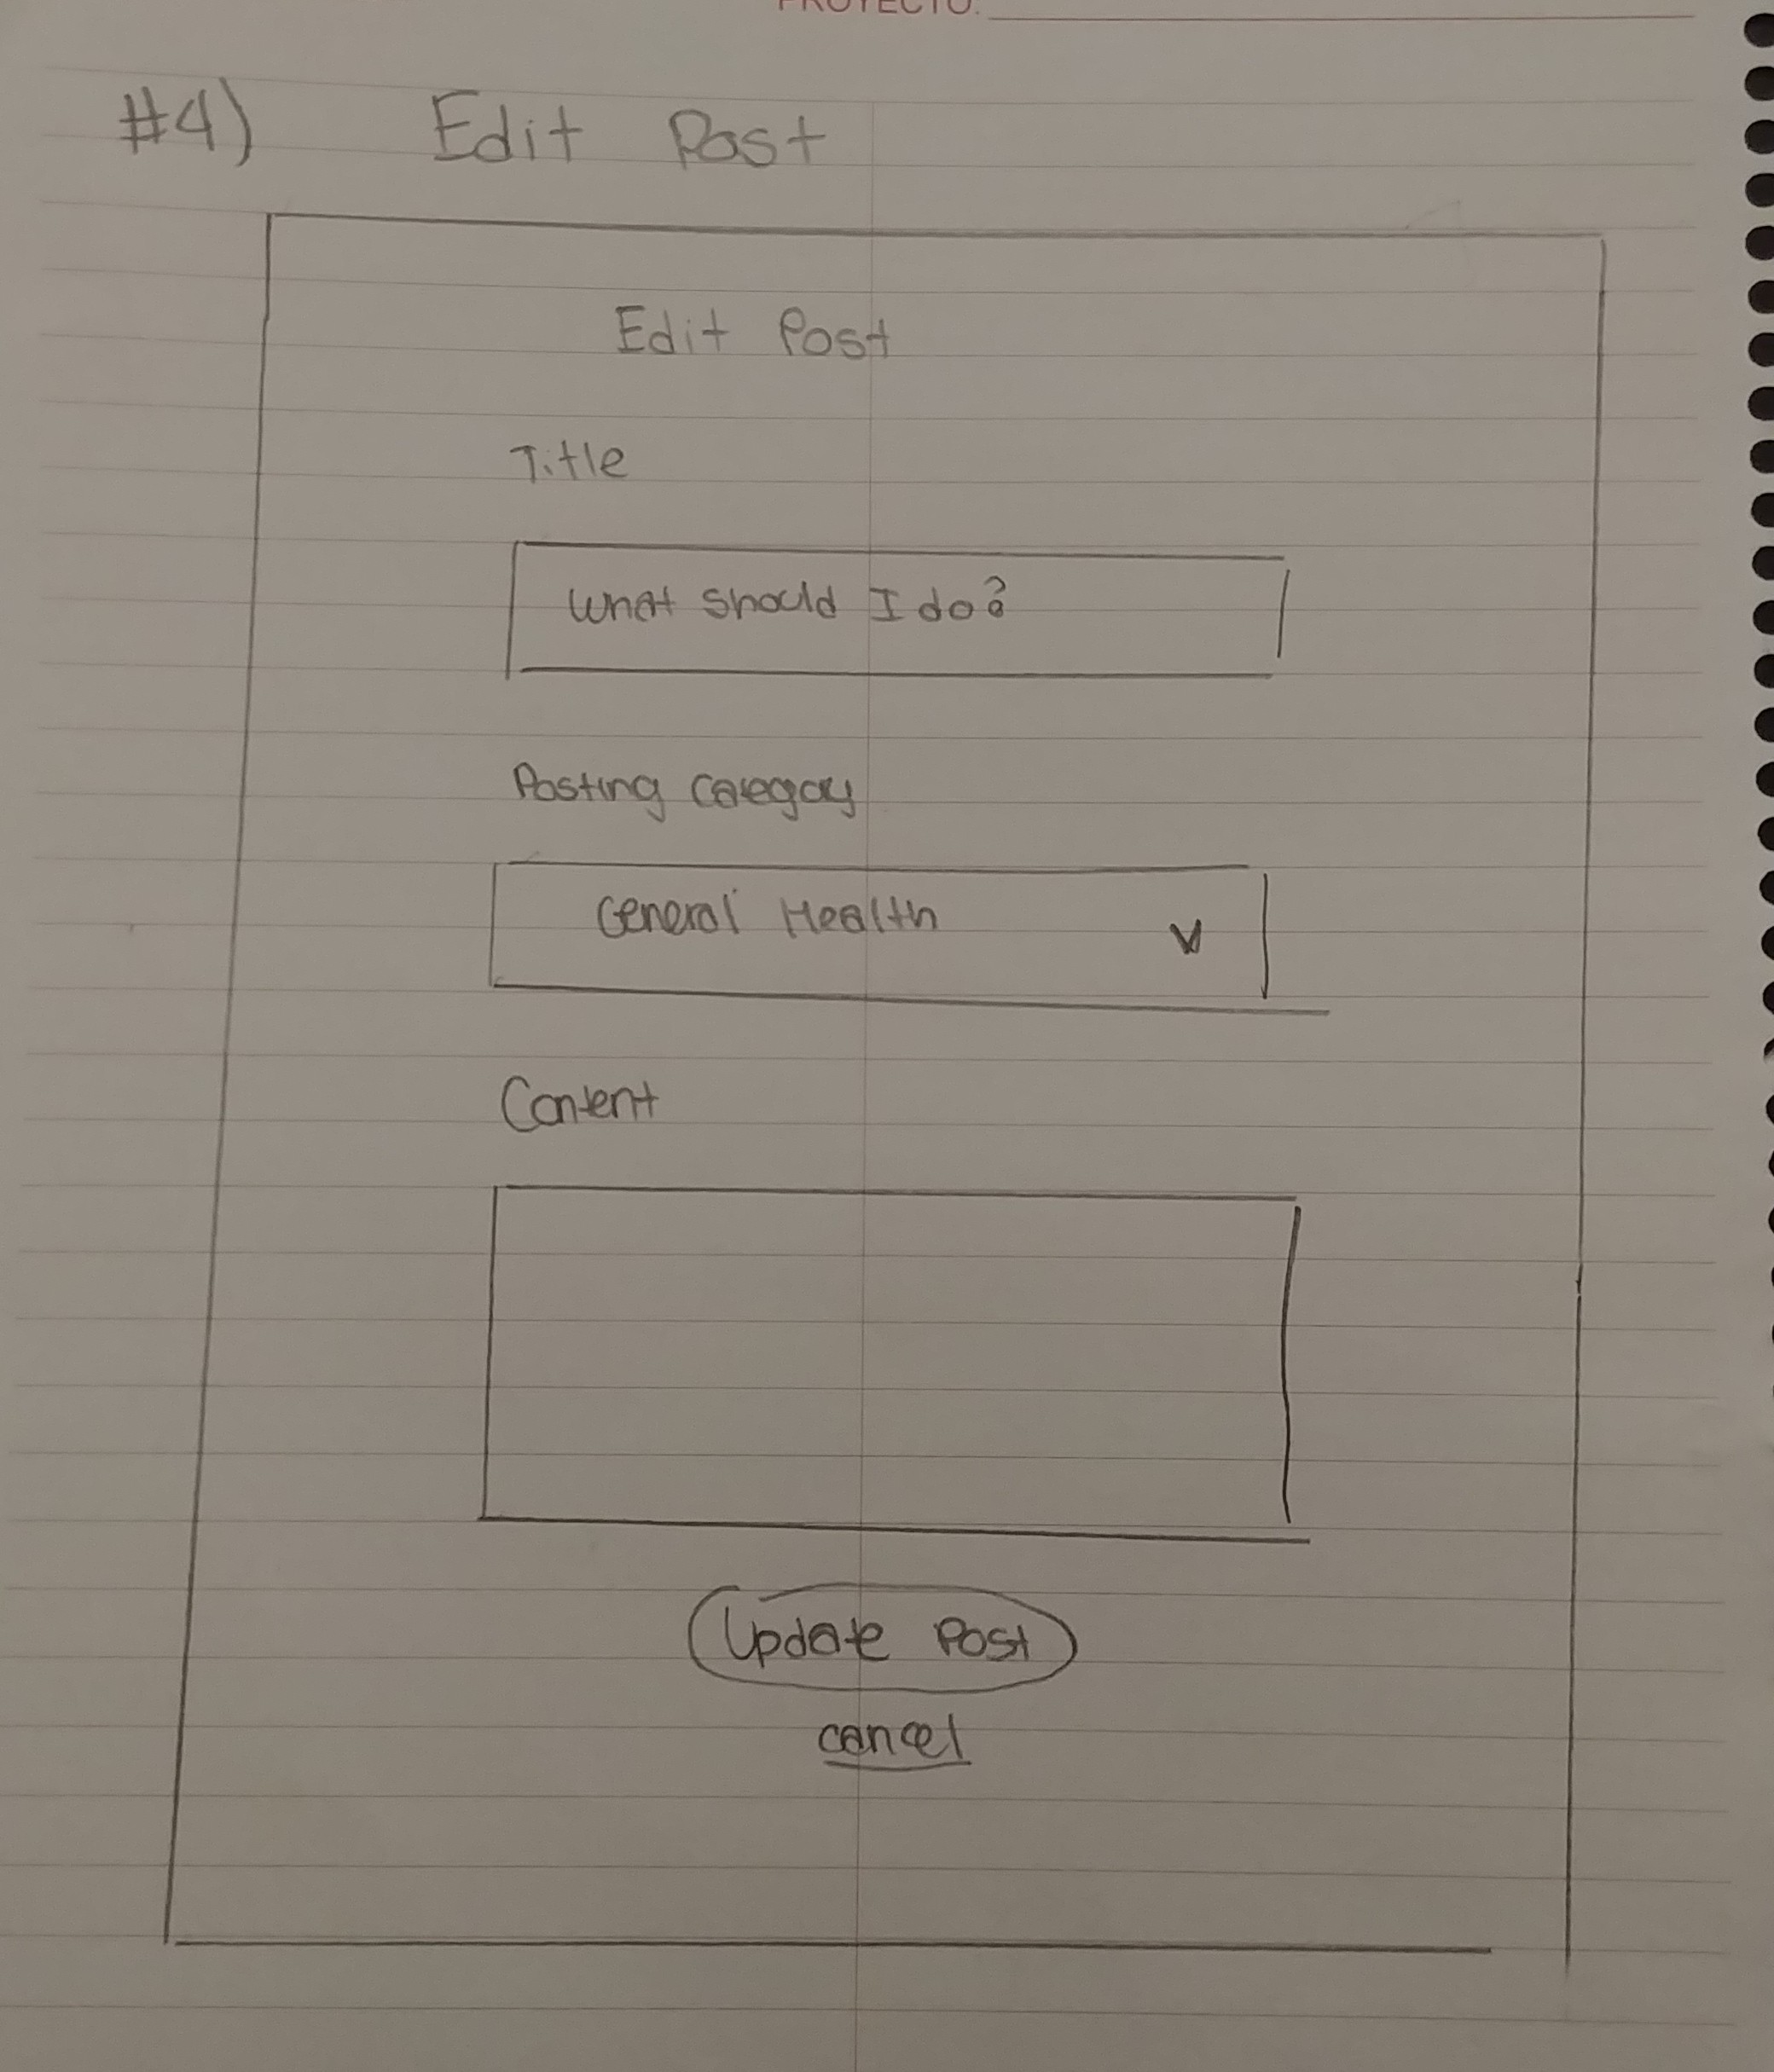 PROYECTO:
#4) Edit Post
Edit Post
Title
What should I do?
Posting Category
General Health
Content
Update Post
cancel